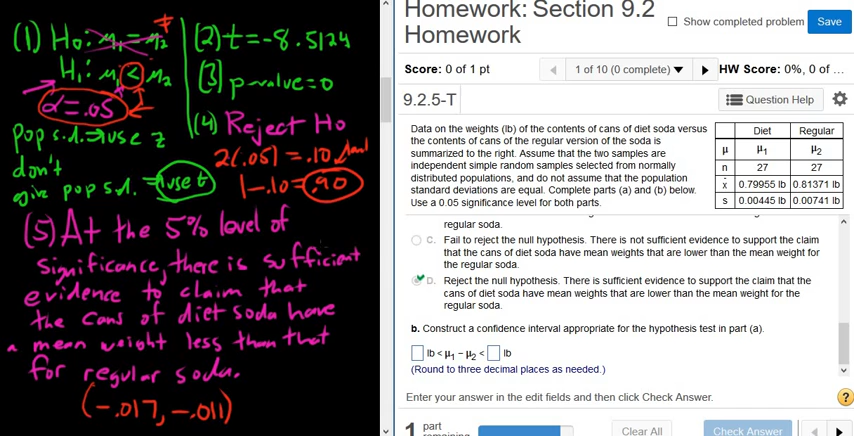 (1) H₀: μ₁ = μ₂ ≠
H₁: μ₁ < μ₂
α = .05
Pop s.d. ⇒ use z
don't
give pop s.d. ⇒ use t
(2) t = -8.5124
(3) p-value = 0
(4) Reject H₀
2(.05) = .10
1 - .10 = .90
(5) At the 5% level of
significance, there is sufficient
evidence to claim that
the cans of diet soda have
a mean weight less than that
for regular soda.
(-.017, -.011)
Homework: Section 9.2
Homework
Show completed problem
Save
Score: 0 of 1 pt
1 of 10 (0 complete)
HW Score: 0%, 0 of ...
9.2.5-T
Question Help
Data on the weights (lb) of the contents of cans of diet soda versus
the contents of cans of the regular version of the soda is
summarized to the right. Assume that the two samples are
independent simple random samples selected from normally
distributed populations, and do not assume that the population
standard deviations are equal. Complete parts (a) and (b) below.
Use a 0.05 significance level for both parts.
Diet Regular
μ μ₁ μ₂
n 27 27
x̄ 0.79955 lb 0.81371 lb
s 0.00445 lb 0.00741 lb
regular soda.
C. Fail to reject the null hypothesis. There is not sufficient evidence to support the claim
that the cans of diet soda have mean weights that are lower than the mean weight for
the regular soda.
D. Reject the null hypothesis. There is sufficient evidence to support the claim that the
cans of diet soda have mean weights that are lower than the mean weight for the
regular soda.
b. Construct a confidence interval appropriate for the hypothesis test in part (a).
lb < μ₁ − μ₂ < lb
(Round to three decimal places as needed.)
Enter your answer in the edit fields and then click Check Answer.
?
1 part
remaining
Clear All
Check Answer